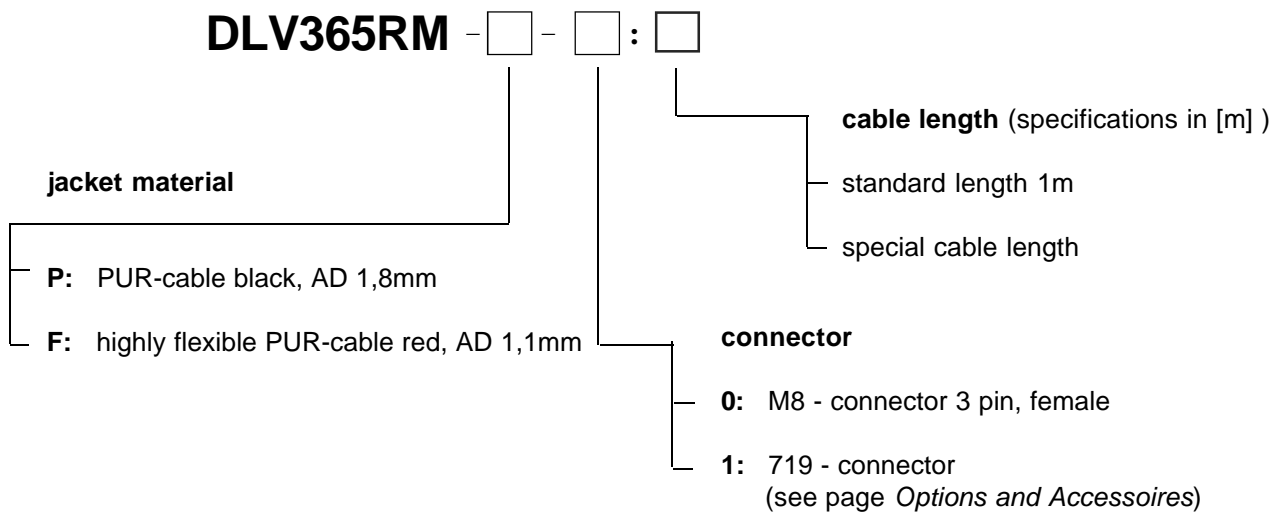 DLV365RM - - :
cable length (specifications in [m] )
jacket material
standard length 1m
special cable length
P: PUR-cable black, AD 1,8mm
F: highly flexible PUR-cable red, AD 1,1mm
connector
0: M8 - connector 3 pin, female
1: 719 - connector
(see page Options and Accessoires)